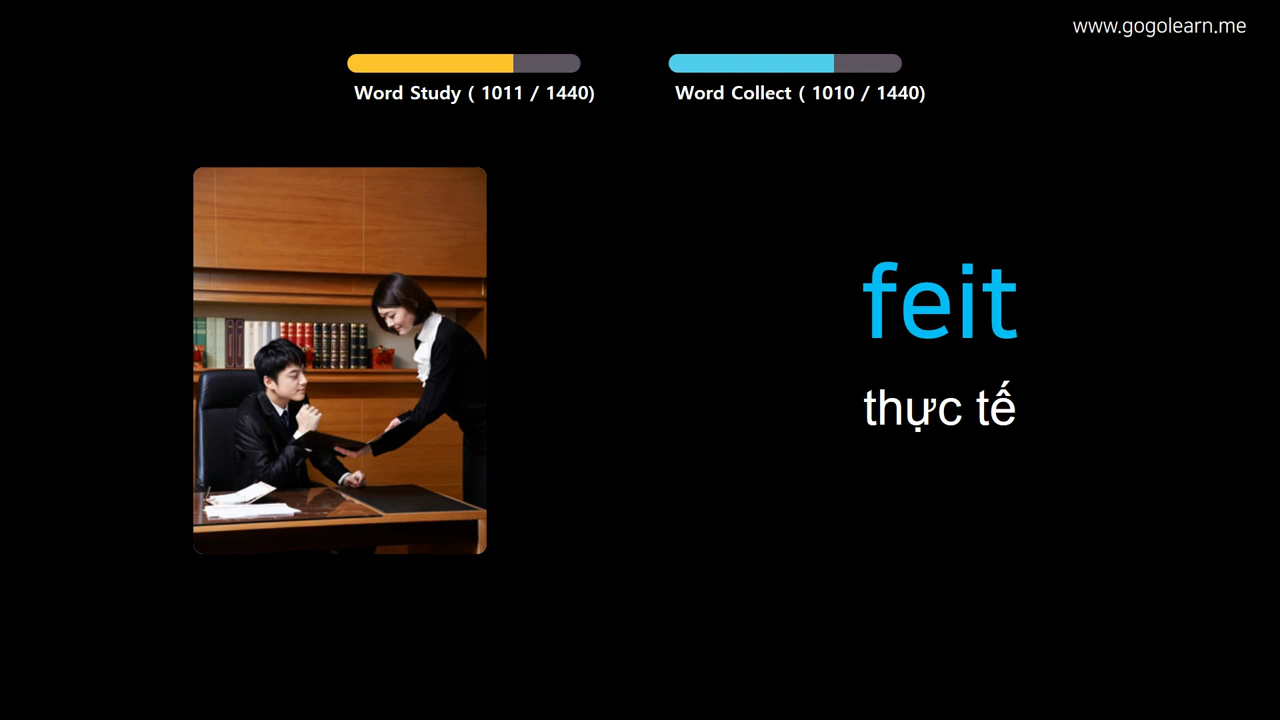 www.gogolearn.me
Word Study ( 1011 / 1440)
Word Collect ( 1010 / 1440)
feit
thực tế